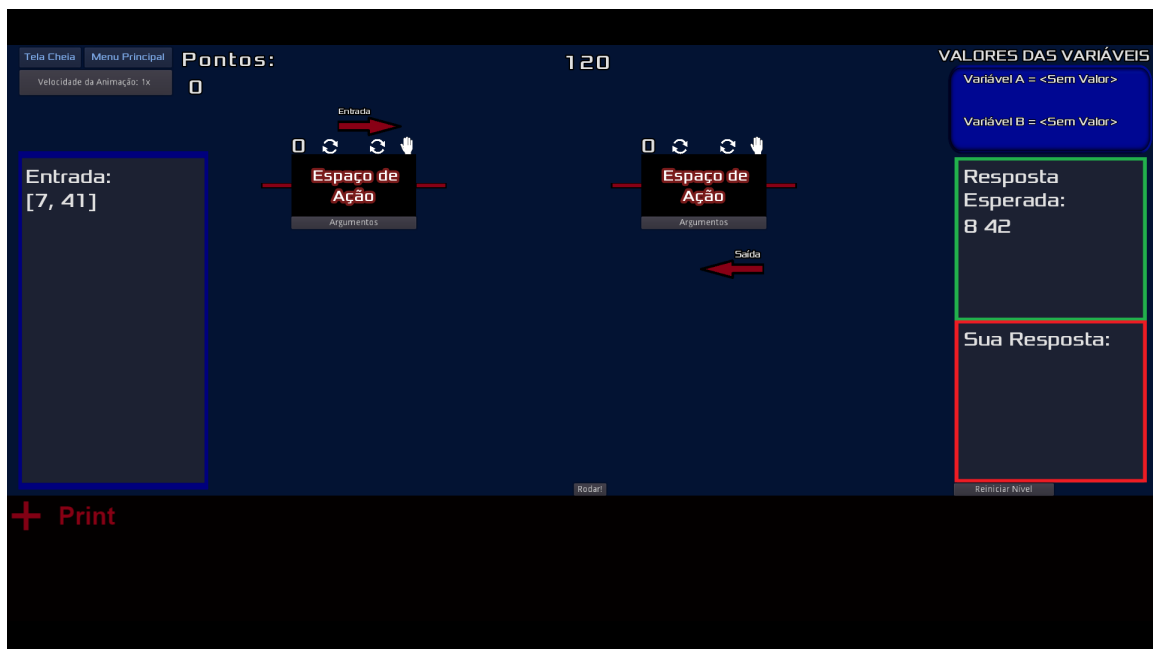 Tela Cheia
Menu Principal
Pontos:
120
VALORES DAS VARIÁVEIS
Velocidade da Animação: 1x
0
Variável A = <Sem Valor>
Variável B = <Sem Valor>
Entrada
0
0
Entrada:
[7, 41]
Espaço de
Ação
Argumentos
Espaço de
Ação
Argumentos
Saída
Resposta
Esperada:
8 42
Sua Resposta:
Rodar!
Reiniciar Nível
+ Print